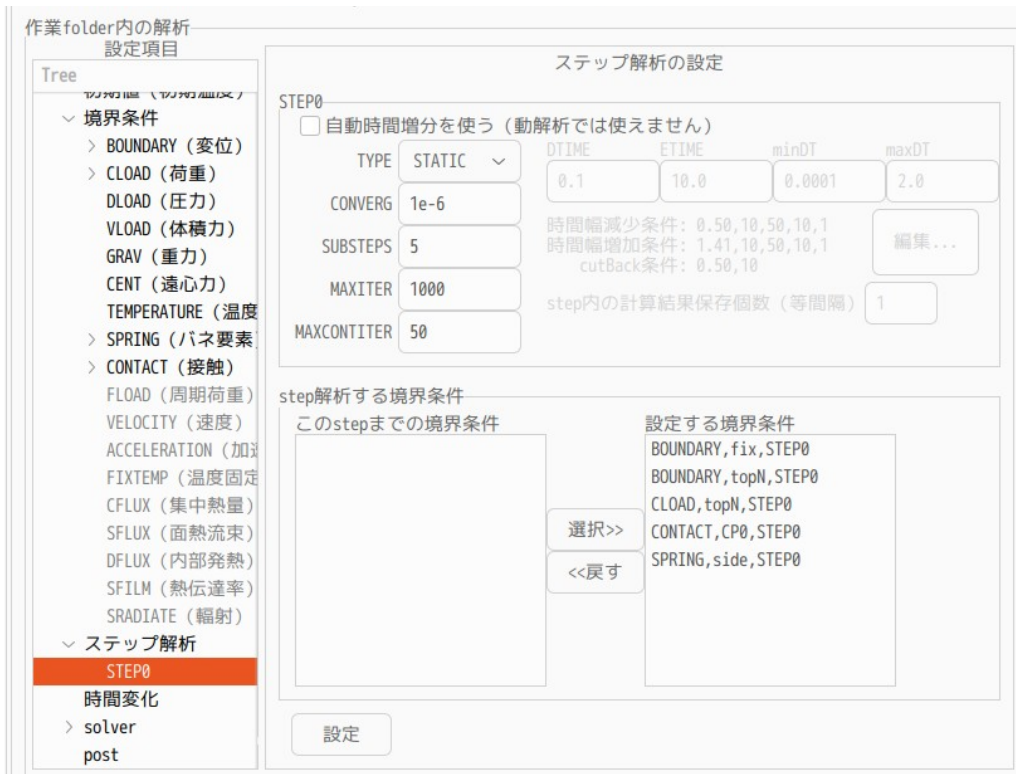 作業folder内の解析
設定項目
Tree
初期値 (初期温度)
境界条件
BOUNDARY (変位)
CLOAD (荷重)
DLOAD (圧力)
VLOAD (体積力)
GRAV (重力)
CENT (遠心力)
TEMPERATURE (温度
SPRING (バネ要素)
CONTACT (接触)
FLOAD (周期荷重)
VELOCITY (速度)
ACCELERATION (加速
FIXTEMP (温度固定
CFLUX (集中熱量)
SFLUX (面熱流束)
DFLUX (内部発熱)
SFILM (熱伝達率)
SRADIATE (輻射)
ステップ解析
STEP0
時間変化
solver
post
ステップ解析の設定
STEP0
自動時間増分を使う (動解析では使えません)
TYPE STATIC
CONVERG 1e-6
SUBSTEPS 5
MAXITER 1000
MAXCONTITER 50
DTIME ETIME minDT maxDT
0.1 10.0 0.0001 2.0
時間幅減少条件: 0.50,10,50,10,1
時間幅増加条件: 1.41,10,50,10,1
cutBack条件: 0.50,10
編集...
step内の計算結果保存個数 (等間隔) 1
step解析する境界条件
このstepまでの境界条件
選択>>
<<戻す
設定する境界条件
BOUNDARY,fix,STEP0
BOUNDARY,topN,STEP0
CLOAD,topN,STEP0
CONTACT,CP0,STEP0
SPRING,side,STEP0
設定